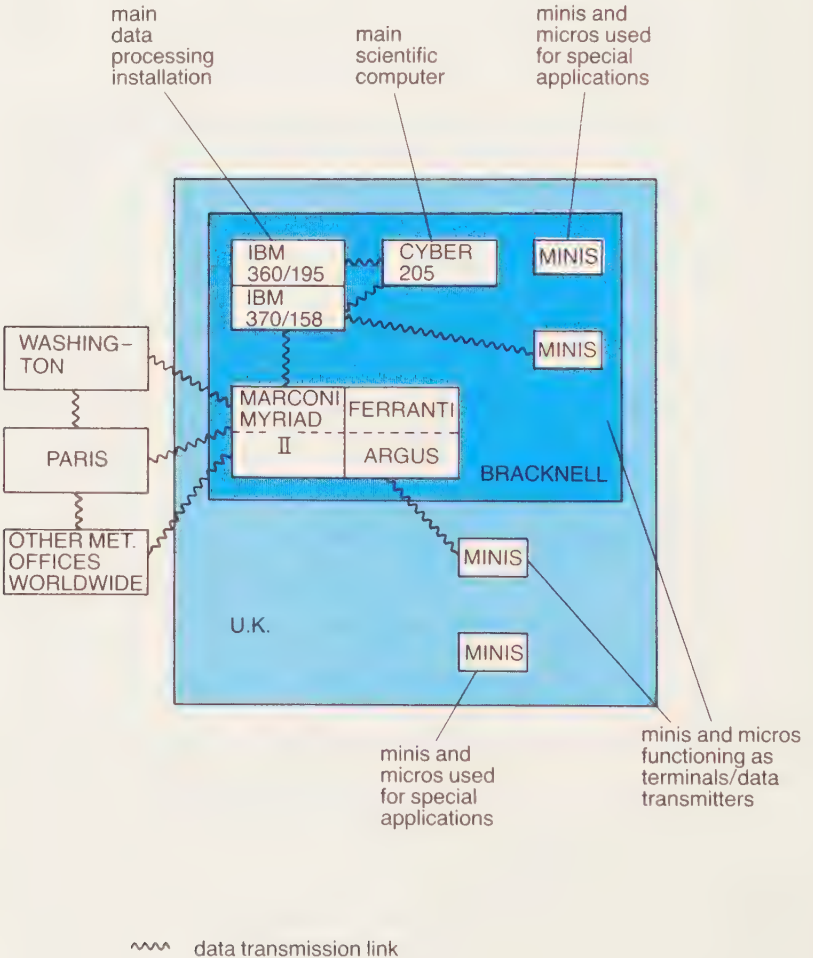 main
data
processing
installation
main
scientific
computer
minis and
micros used
for special
applications
IBM
360/195
IBM
370/158
CYBER
205
MINIS
MINIS
WASHING-
TON
PARIS
OTHER MET.
OFFICES
WORLDWIDE
MARCONI
MYRIAD
II
FERRANTI
ARGUS
BRACKNELL
MINIS
U.K.
MINIS
minis and
micros used
for special
applications
minis and micros
functioning as
terminals/data
transmitters
data transmission link